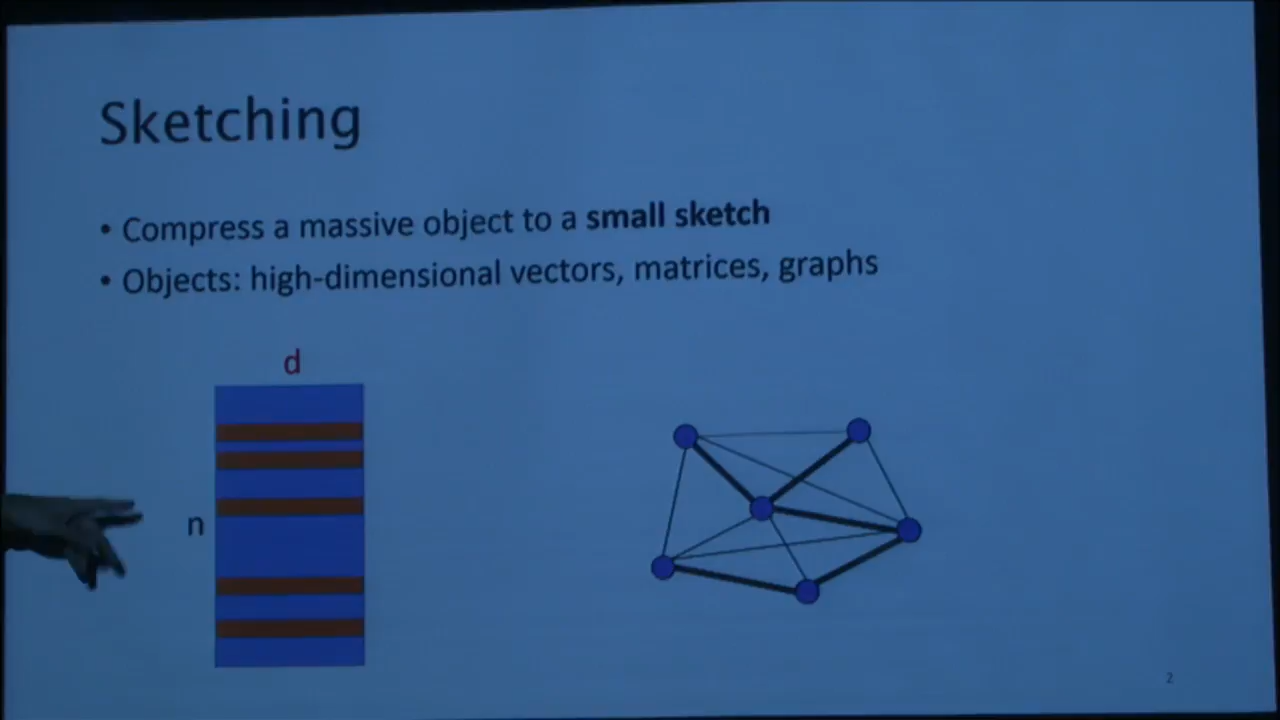 Sketching
• Compress a massive object to a small sketch
• Objects: high-dimensional vectors, matrices, graphs
d
n
2